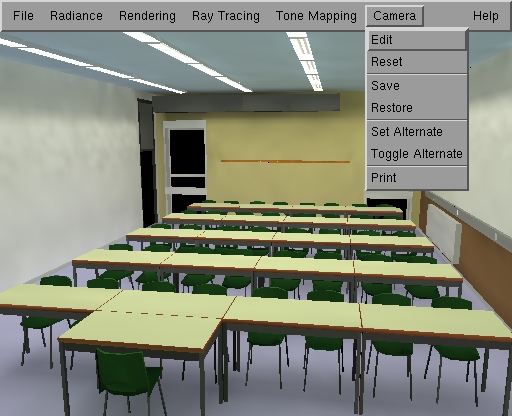 File Radiance Rendering Ray Tracing Tone Mapping Camera Help
Edit
Reset
Save
Restore
Set Alternate
Toggle Alternate
Print